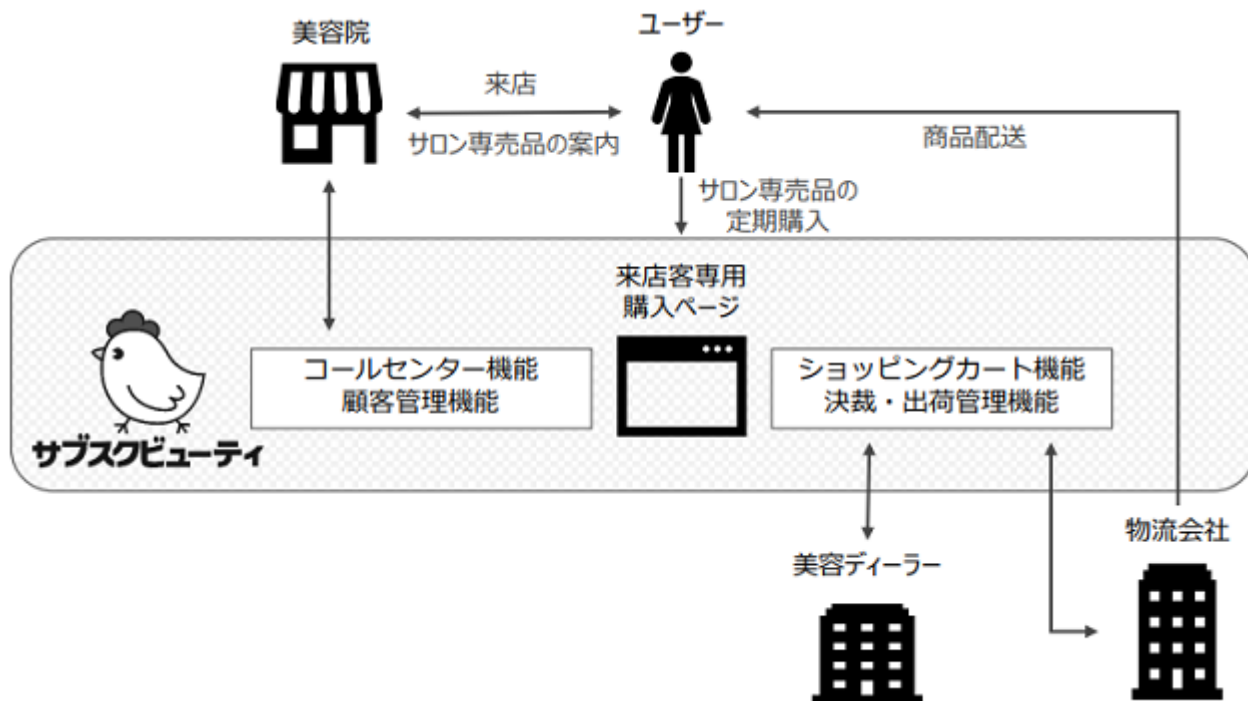 美容院
ユーザー
来店
サロン専売品の案内
商品配送
サロン専売品の
定期購入
来店客専用
購入ページ
コールセンター機能
顧客管理機能
ショッピングカート機能
決裁・出荷管理機能
サブスクビューティ
美容ディーラー
物流会社